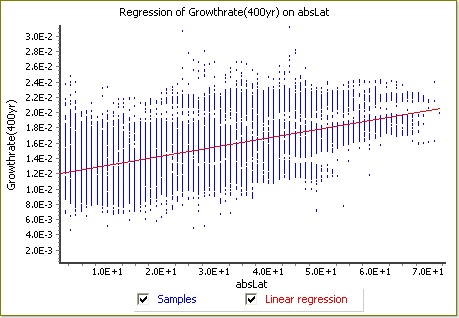 Regression of Growthrate(400yr) on absLat
Growthrate(400yr)
3.0E-2
2.8E-2
2.6E-2
2.4E-2
2.2E-2
2.0E-2
1.8E-2
1.6E-2
1.4E-2
1.2E-2
1.0E-2
8.0E-3
6.0E-3
4.0E-3
2.0E-3
1.0E+1 2.0E+1 3.0E+1 4.0E+1 5.0E+1 6.0E+1 7.0E+1
absLat
Samples Linear regression